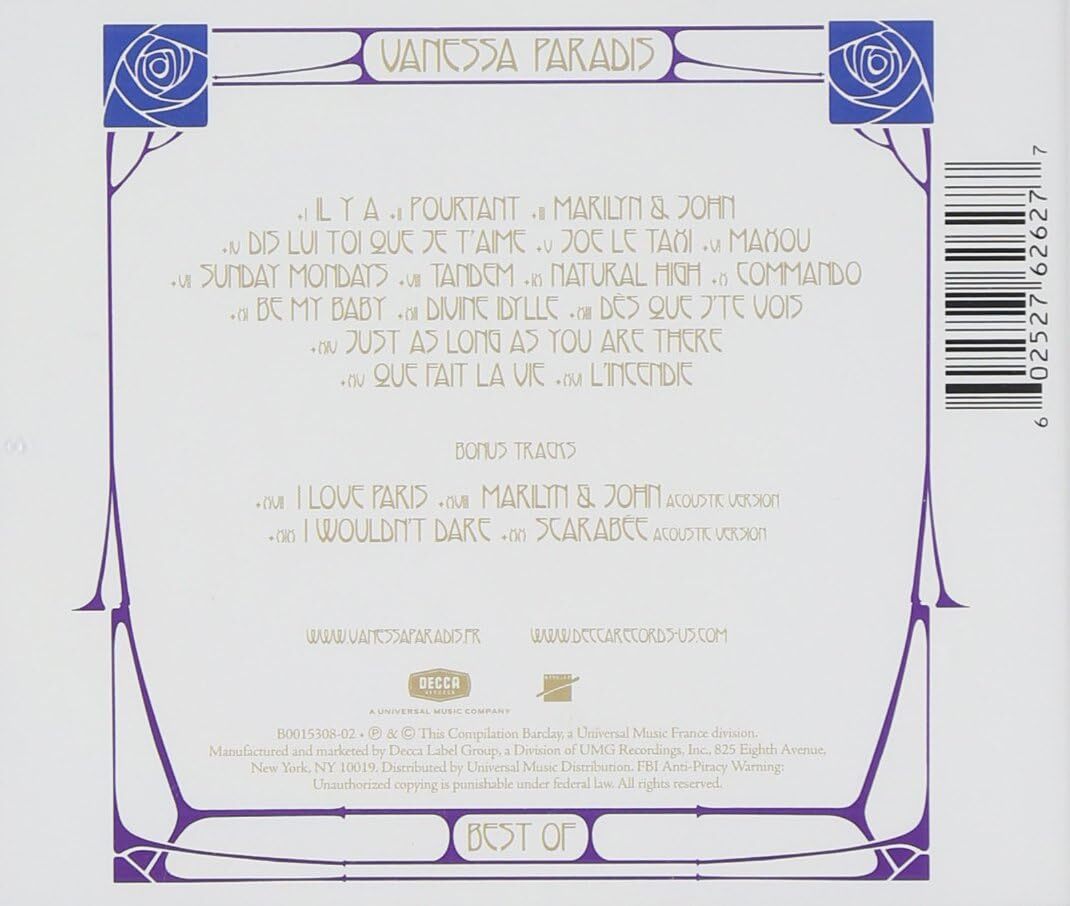 VANESSA PARADIS
•I IL Y A •II POURTANT •III MARILYN & JOHN
•IV DIS LUI TOI QUE JE T'AIME •V JOE LE TAXI •VI MAXOU
•VII SUNDAY MONDAYS •VIII TANDEM •IX NATURAL HIGH •X COMMANDO
•XI BE MY BABY •XII DIVINE IDYLLE •XIII DÈS QUE J'TE VOIS
•XIV JUST AS LONG AS YOU ARE THERE
•XV QUE FAIT LA VIE •XVI L'INCENDIE
BONUS TRACKS
•XVII I LOVE PARIS •XVIII MARILYN & JOHN ACOUSTIC VERSION
•XIX I WOULDN'T DARE •XX SCARABÉE ACOUSTIC VERSION
WWW.VANESSAPARADIS.FR WWW.DECCARECORDS-US.COM
DECCA
RECORDS
A UNIVERSAL MUSIC COMPANY
B0015308-02 • ℗ & © This Compilation Barclay, a Universal Music France division.
Manufactured and marketed by Decca Label Group, a Division of UMG Recordings, Inc., 825 Eighth Avenue,
New York, NY 10019. Distributed by Universal Music Distribution. FBI Anti-Piracy Warning:
Unauthorized copying is punishable under federal law. All rights reserved.
BEST OF
6 02527 62627 7